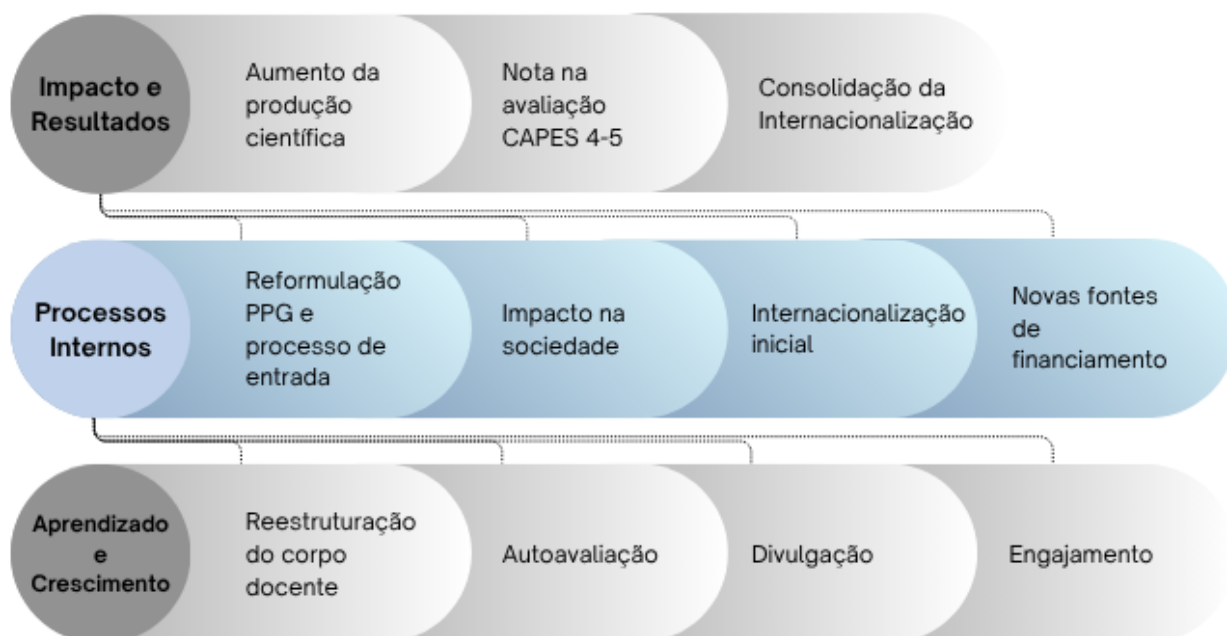 Impacto e
Resultados
Aumento da
produção
científica
Nota na
avaliação
CAPES 4-5
Consolidação da
Internacionalização
Processos
Internos
Reformulação
PPG e
processo de
entrada
Impacto na
sociedade
Internacionalização
inicial
Novas fontes
de
financiamento
Aprendizado
e
Crescimento
Reestruturação
do corpo
docente
Autoavaliação
Divulgação
Engajamento